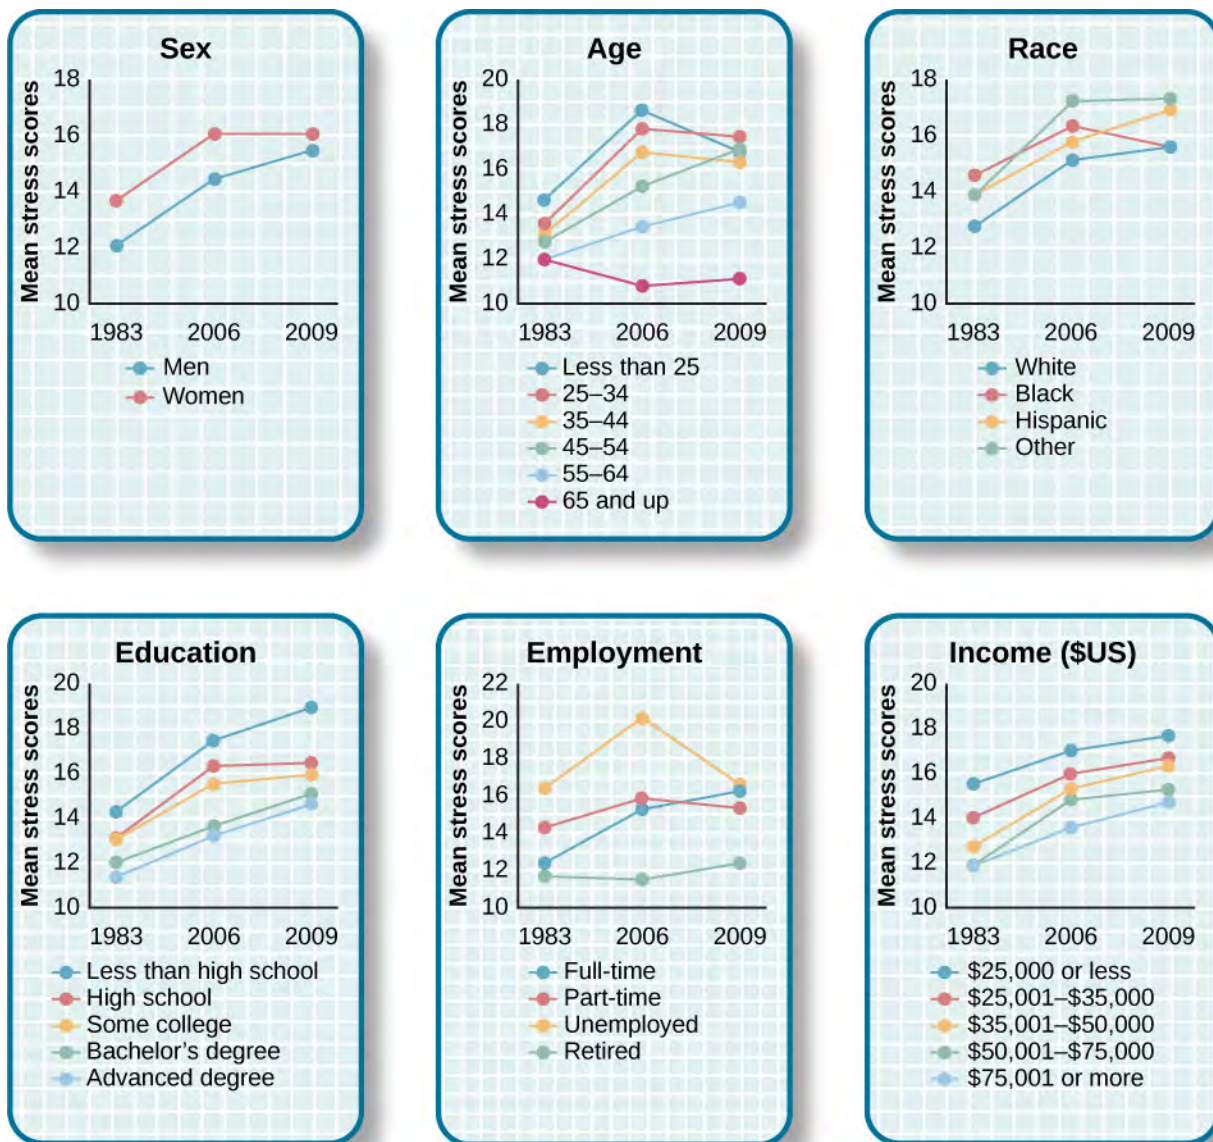 Sex
Mean stress scores
18
16
14
12
10
1983 2006 2009
Men
Women
Age
Mean stress scores
20
18
16
14
12
10
1983 2006 2009
Less than 25
25–34
35–44
45–54
55–64
65 and up
Race
Mean stress scores
18
16
14
12
10
1983 2006 2009
White
Black
Hispanic
Other
Education
Mean stress scores
20
18
16
14
12
10
1983 2006 2009
Less than high school
High school
Some college
Bachelor’s degree
Advanced degree
Employment
Mean stress scores
22
20
18
16
14
12
10
1983 2006 2009
Full-time
Part-time
Unemployed
Retired
Income ($US)
Mean stress scores
20
18
16
14
12
10
1983 2006 2009
$25,000 or less
$25,001–$35,000
$35,001–$50,000
$50,001–$75,000
$75,001 or more